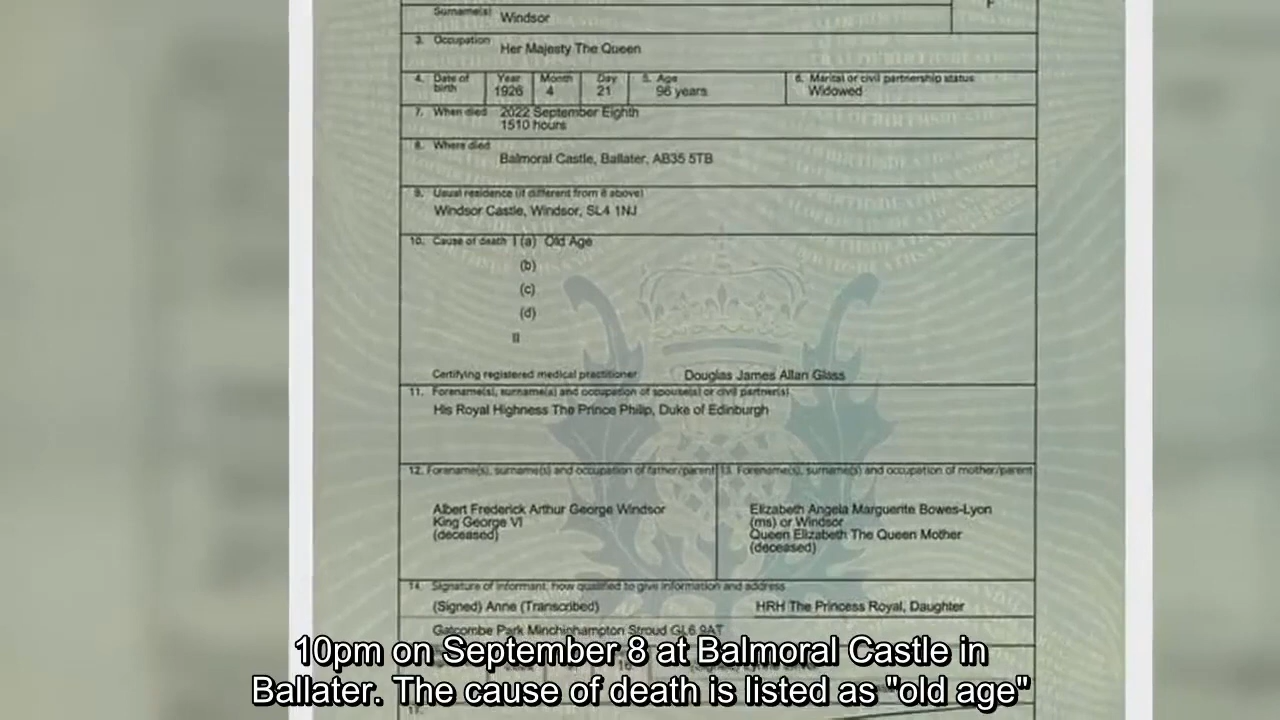 F
Surname(s) Windsor
3. Occupation Her Majesty The Queen
4. Date of birth Year 1926 Month 4 Day 21 5. Age 96 years 6. Marital or civil partnership status Widowed
7. When died 2022 September Eighth
1510 hours
8. Where died
Balmoral Castle, Ballater, AB35 5TB
9. Usual residence (if different from 8 above)
Windsor Castle, Windsor, SL4 1NJ
10. Cause of death I (a) Old Age
(b)
(c)
(d)
II
Certifying registered medical practitioner Douglas James Allan Glass
11. Forename(s), surname(s) and occupation of spouse(s) or civil partner(s)
His Royal Highness The Prince Philip, Duke of Edinburgh
12. Forename(s), surname(s) and occupation of father/parent
Albert Frederick Arthur George Windsor
King George VI
(deceased)
13. Forename(s), surname(s) and occupation of mother/parent
Elizabeth Angela Marguerite Bowes-Lyon
(ms) or Windsor
Queen Elizabeth The Queen Mother
(deceased)
14. Signature of informant, how qualified to give information and address
(Signed) Anne (Transcribed) HRH The Princess Royal, Daughter
Gatcombe Park Minchinhampton Stroud GL6 9AT
17.
10pm on September 8 at Balmoral Castle in
Ballater. The cause of death is listed as "old age"